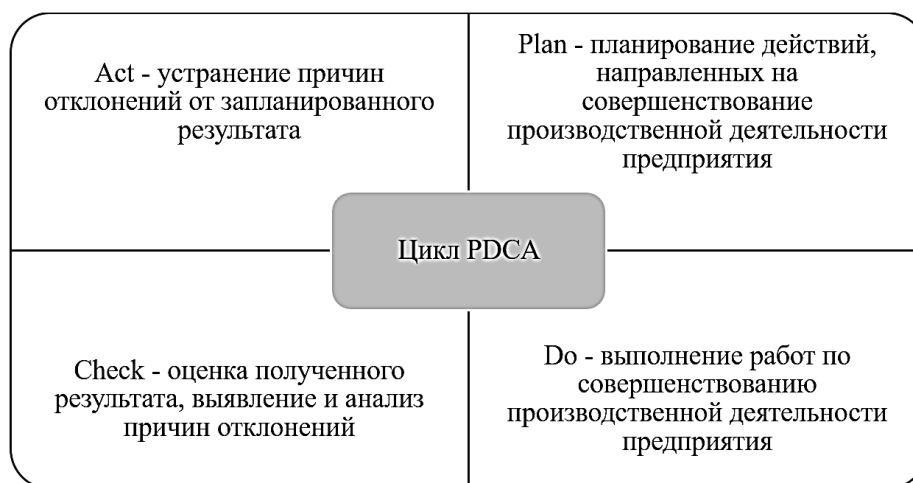 Act - устранение причин
отклонений от запланированного
результата
Plan - планирование действий,
направленных на
совершенствование
производственной деятельности
предприятия
Цикл PDCA
Check - оценка полученного
результата, выявление и анализ
причин отклонений
Do - выполнение работ по
совершенствованию
производственной деятельности
предприятия